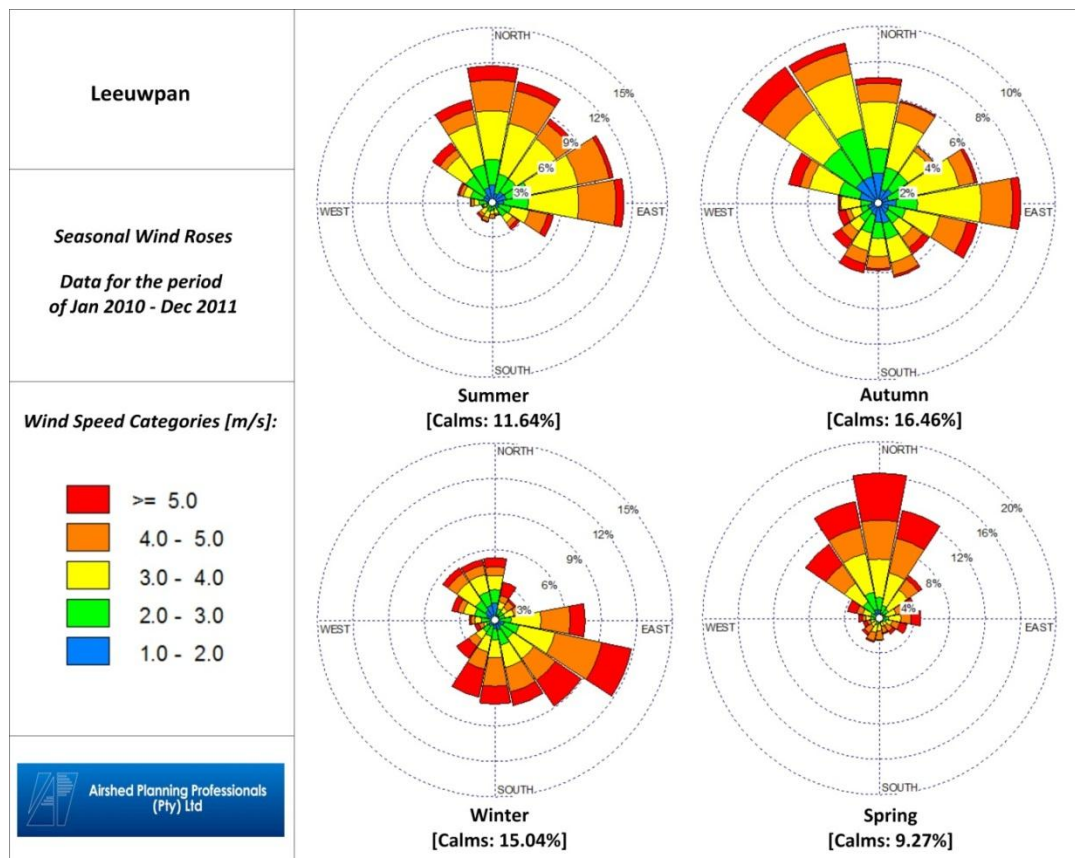 Leeuwpan
Seasonal Wind Roses
Data for the period
of Jan 2010 - Dec 2011
Wind Speed Categories [m/s]:
>= 5.0
4.0 - 5.0
3.0 - 4.0
2.0 - 3.0
1.0 - 2.0
Airshed Planning Professionals
(Pty) Ltd
NORTH
15%
12%
9%
6%
3%
WEST
EAST
SOUTH
Summer
[Calms: 11.64%]
NORTH
10%
8%
6%
4%
2%
WEST
EAST
SOUTH
Autumn
[Calms: 16.46%]
NORTH
15%
12%
9%
6%
3%
WEST
EAST
SOUTH
Winter
[Calms: 15.04%]
NORTH
20%
16%
12%
8%
4%
WEST
EAST
SOUTH
Spring
[Calms: 9.27%]